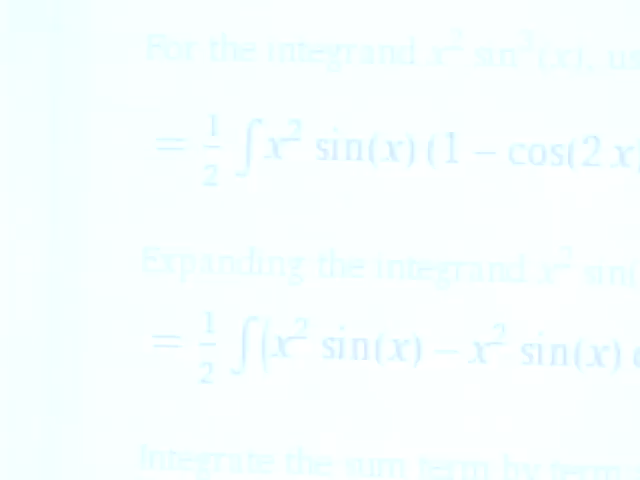 For the integrand x² sin³(x), us
= 1/2 ∫ x² sin(x) (1 − cos(2 x)
Expanding the integrand x² sin(
= 1/2 ∫ (x² sin(x) − x² sin(x) c
Integrate the sum term by term